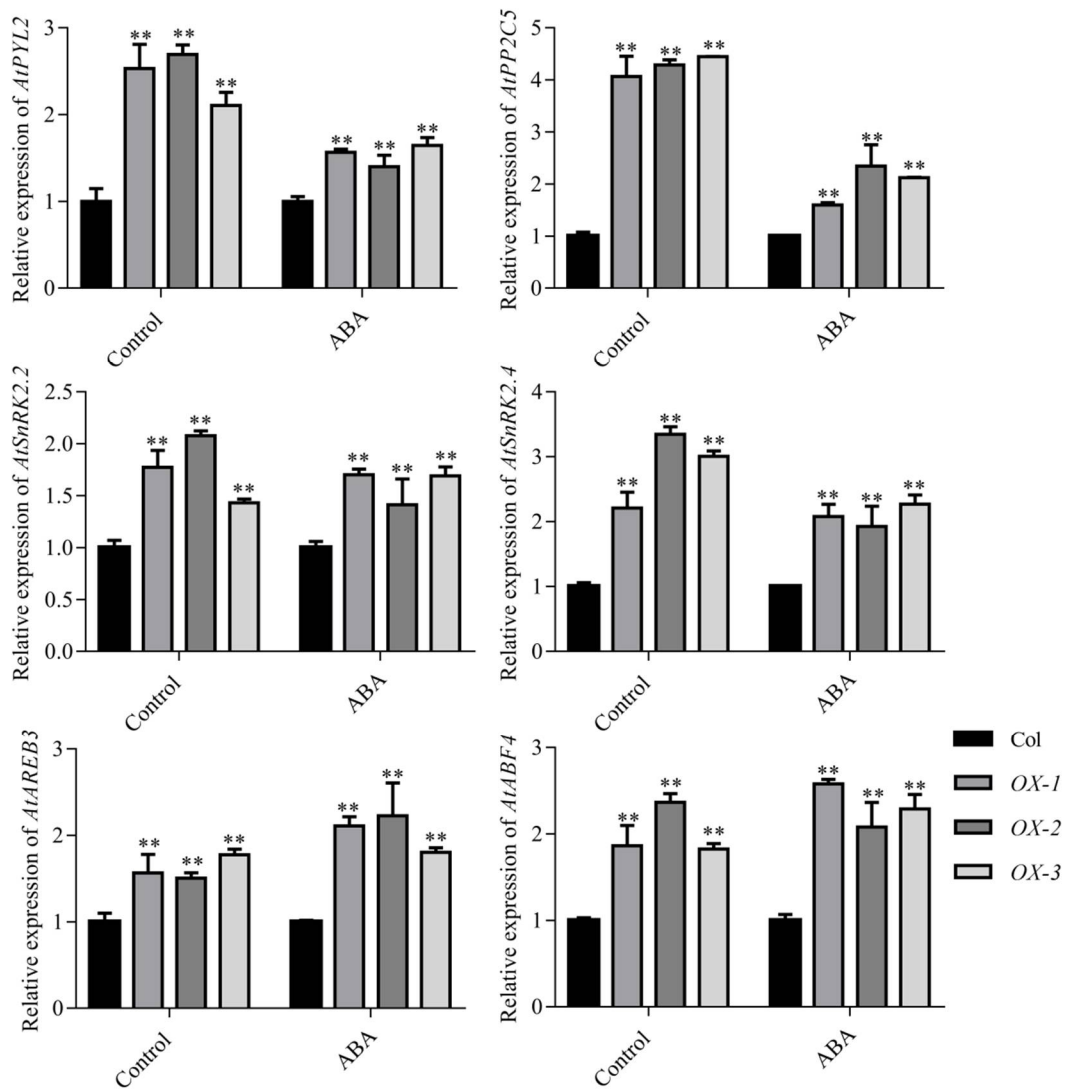 Relative expression of AtPYL2
3
2
1
0
**
**
**
**
**
**
Control
ABA
Relative expression of AtPP2C5
5
4
3
2
1
0
**
**
**
**
**
**
Control
ABA
Relative expression of AtSnRK2.2
2.5
2.0
1.5
1.0
0.5
0.0
**
**
**
**
**
**
Control
ABA
Relative expression of AtSnRK2.4
4
3
2
1
0
**
**
**
**
**
**
Control
ABA
Relative expression of AtAREB3
3
2
1
0
**
**
**
**
**
**
Control
ABA
Relative expression of AtABF4
3
2
1
0
**
**
**
**
**
**
Control
ABA
Col
OX-1
OX-2
OX-3